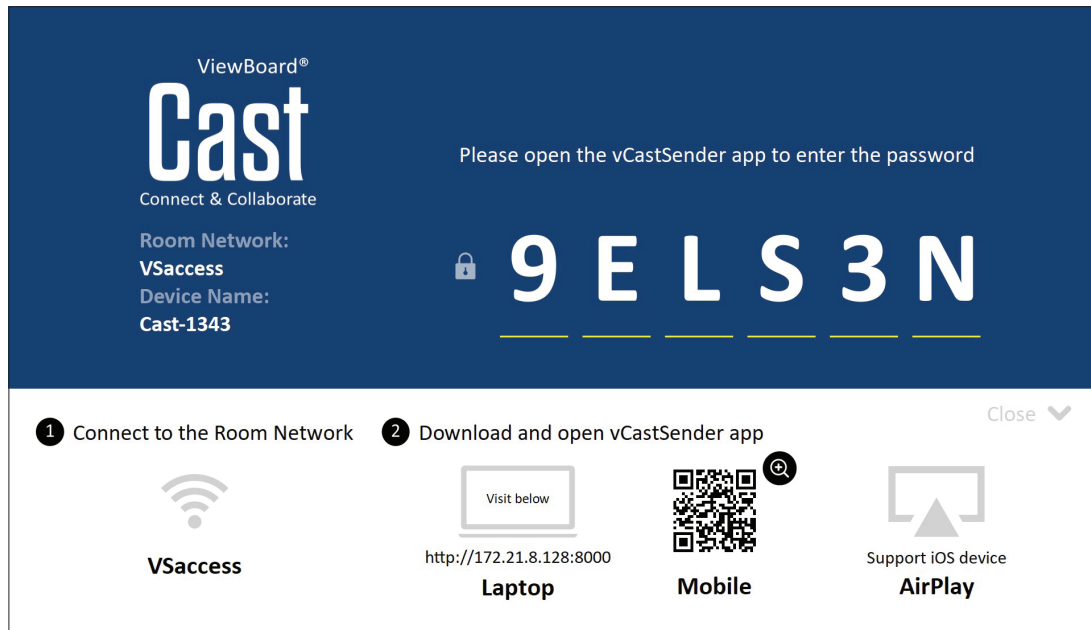 ViewBoard®
Cast
Connect & Collaborate
Room Network:
VSaccess
Device Name:
Cast-1343
Please open the vCastSender app to enter the password
9 E L S 3 N
Close
1 Connect to the Room Network
VSaccess
2 Download and open vCastSender app
Visit below
http://172.21.8.128:8000
Laptop
Mobile
Support iOS device
AirPlay